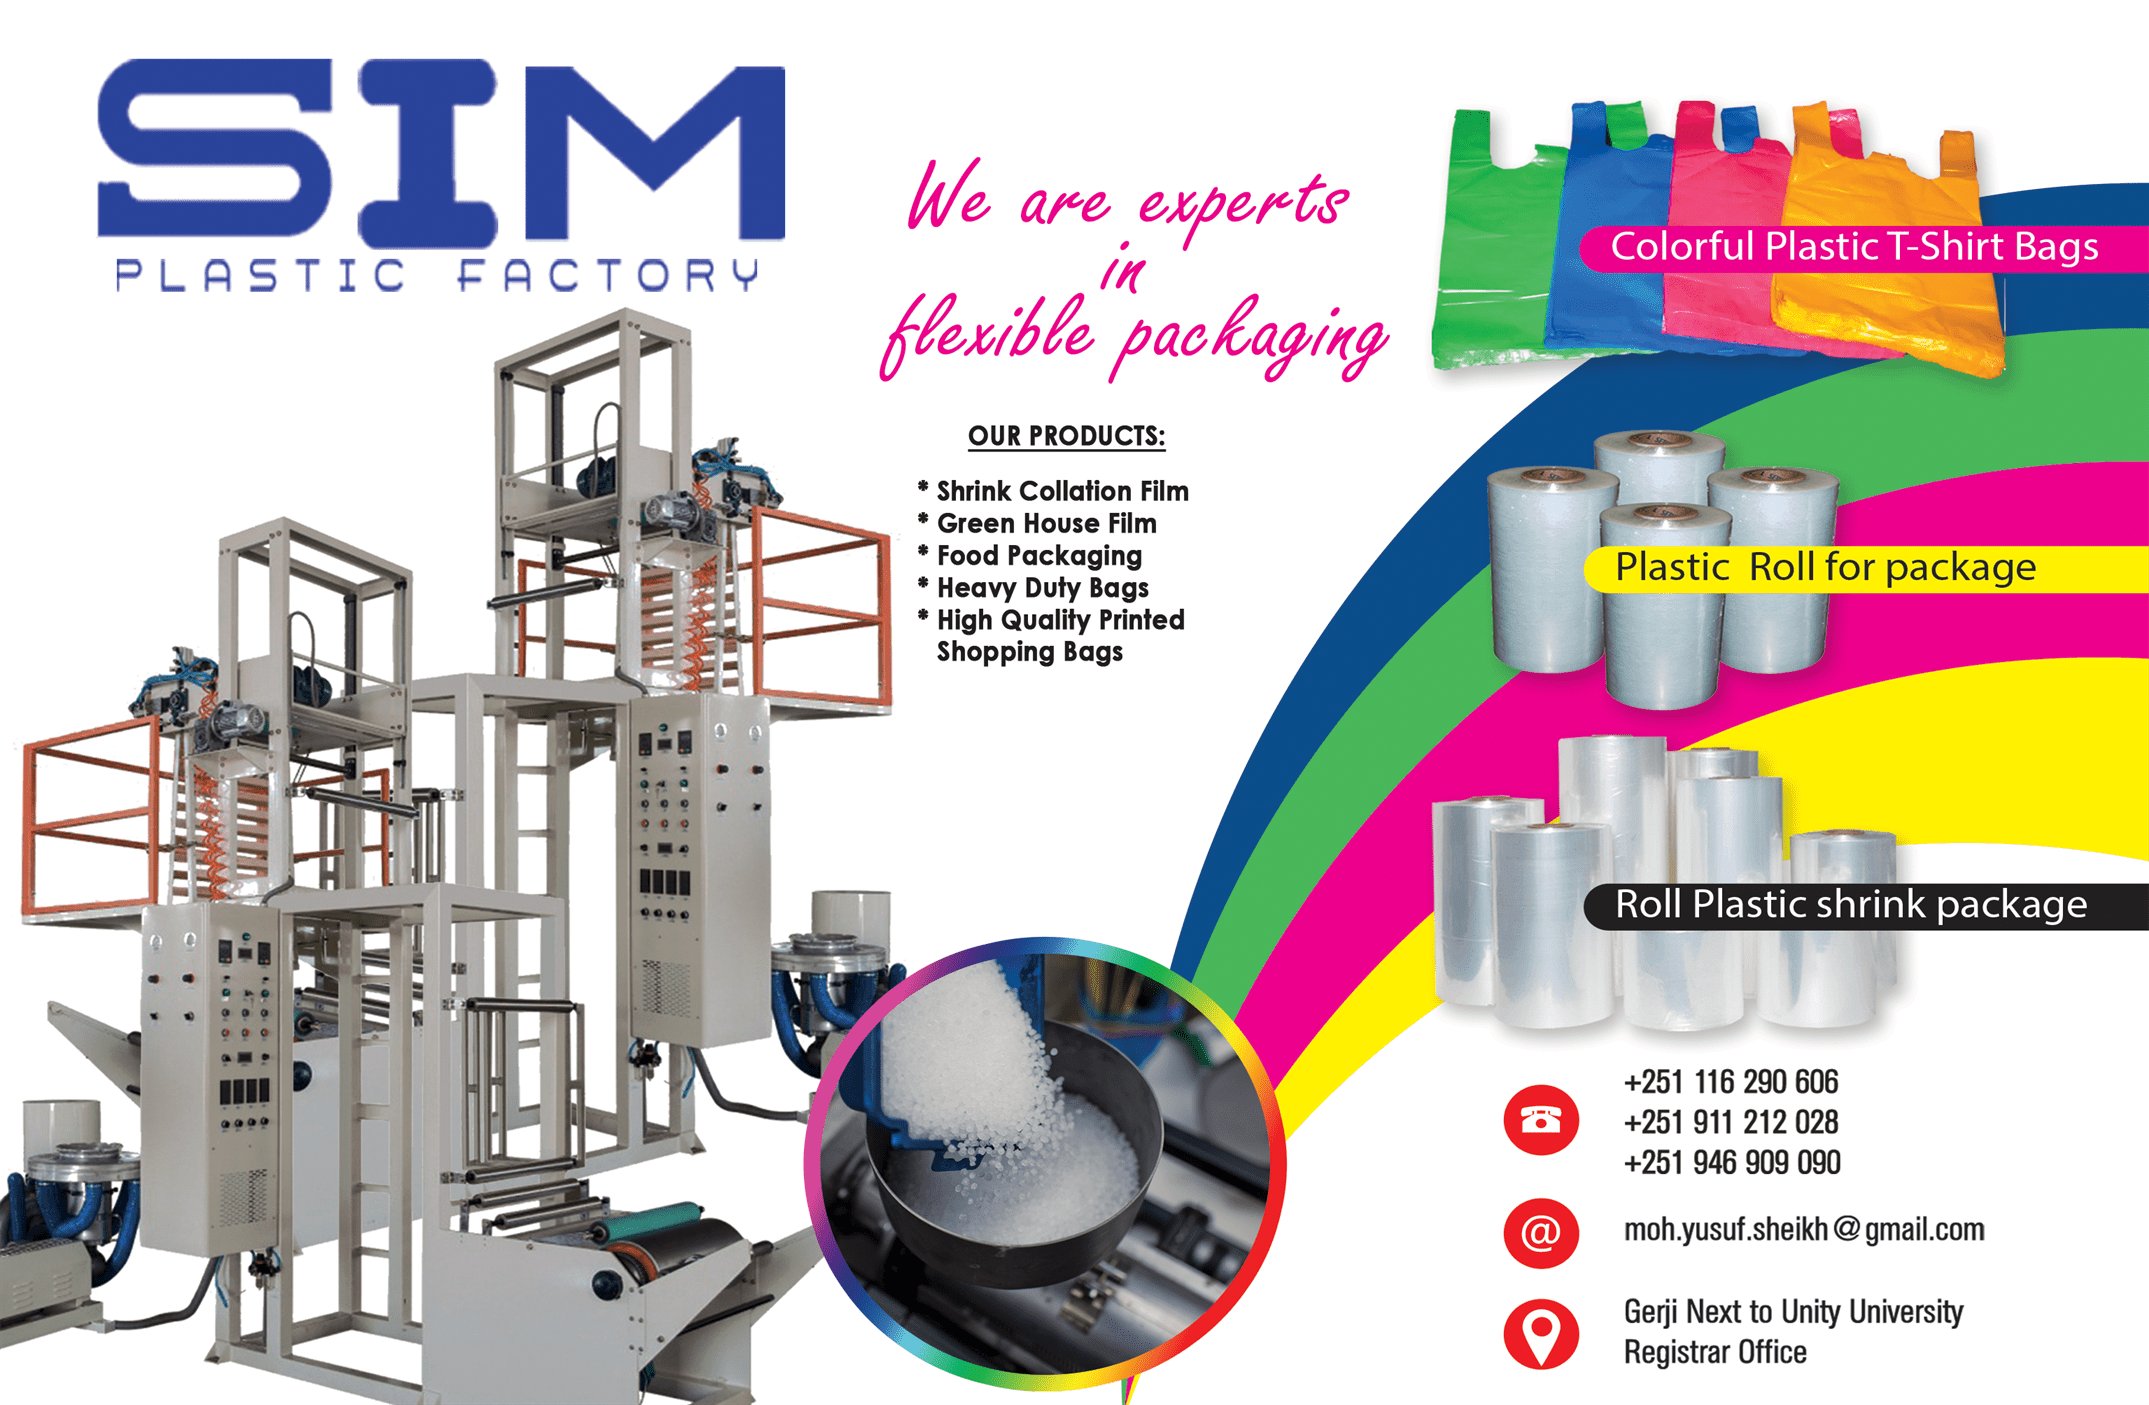 SIM
PLASTIC FACTORY
We are experts
in
flexible packaging
OUR PRODUCTS:
* Shrink Collation Film
* Green House Film
* Food Packaging
* Heavy Duty Bags
* High Quality Printed
Shopping Bags
Colorful Plastic T-Shirt Bags
Plastic Roll for package
Roll Plastic shrink package
+251 116 290 606
+251 911 212 028
+251 946 909 090
@ moh.yusuf.sheikh@gmail.com
Gerji Next to Unity University
Registrar Office